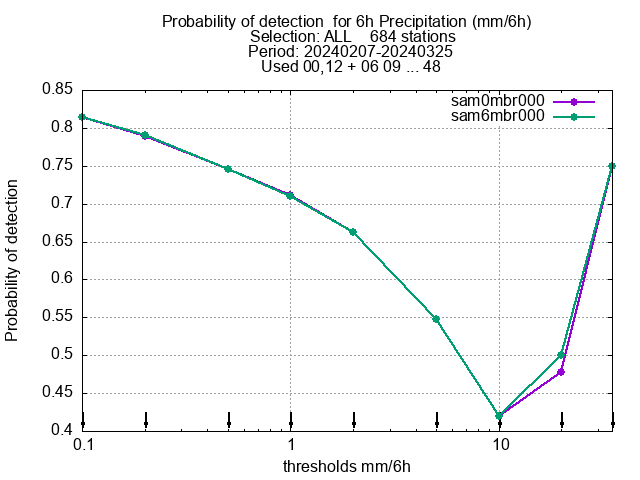 Probability of detection  for 6h Precipitation (mm/6h)
Selection: ALL    684 stations
Period: 20240207-20240325
Used 00,12 + 06 09 ... 48
sam0mbr000
sam6mbr000
0.85
0.8
0.75
0.7
0.65
0.6
0.55
0.5
0.45
0.4
Probability of detection
0.1 1 10
thresholds mm/6h